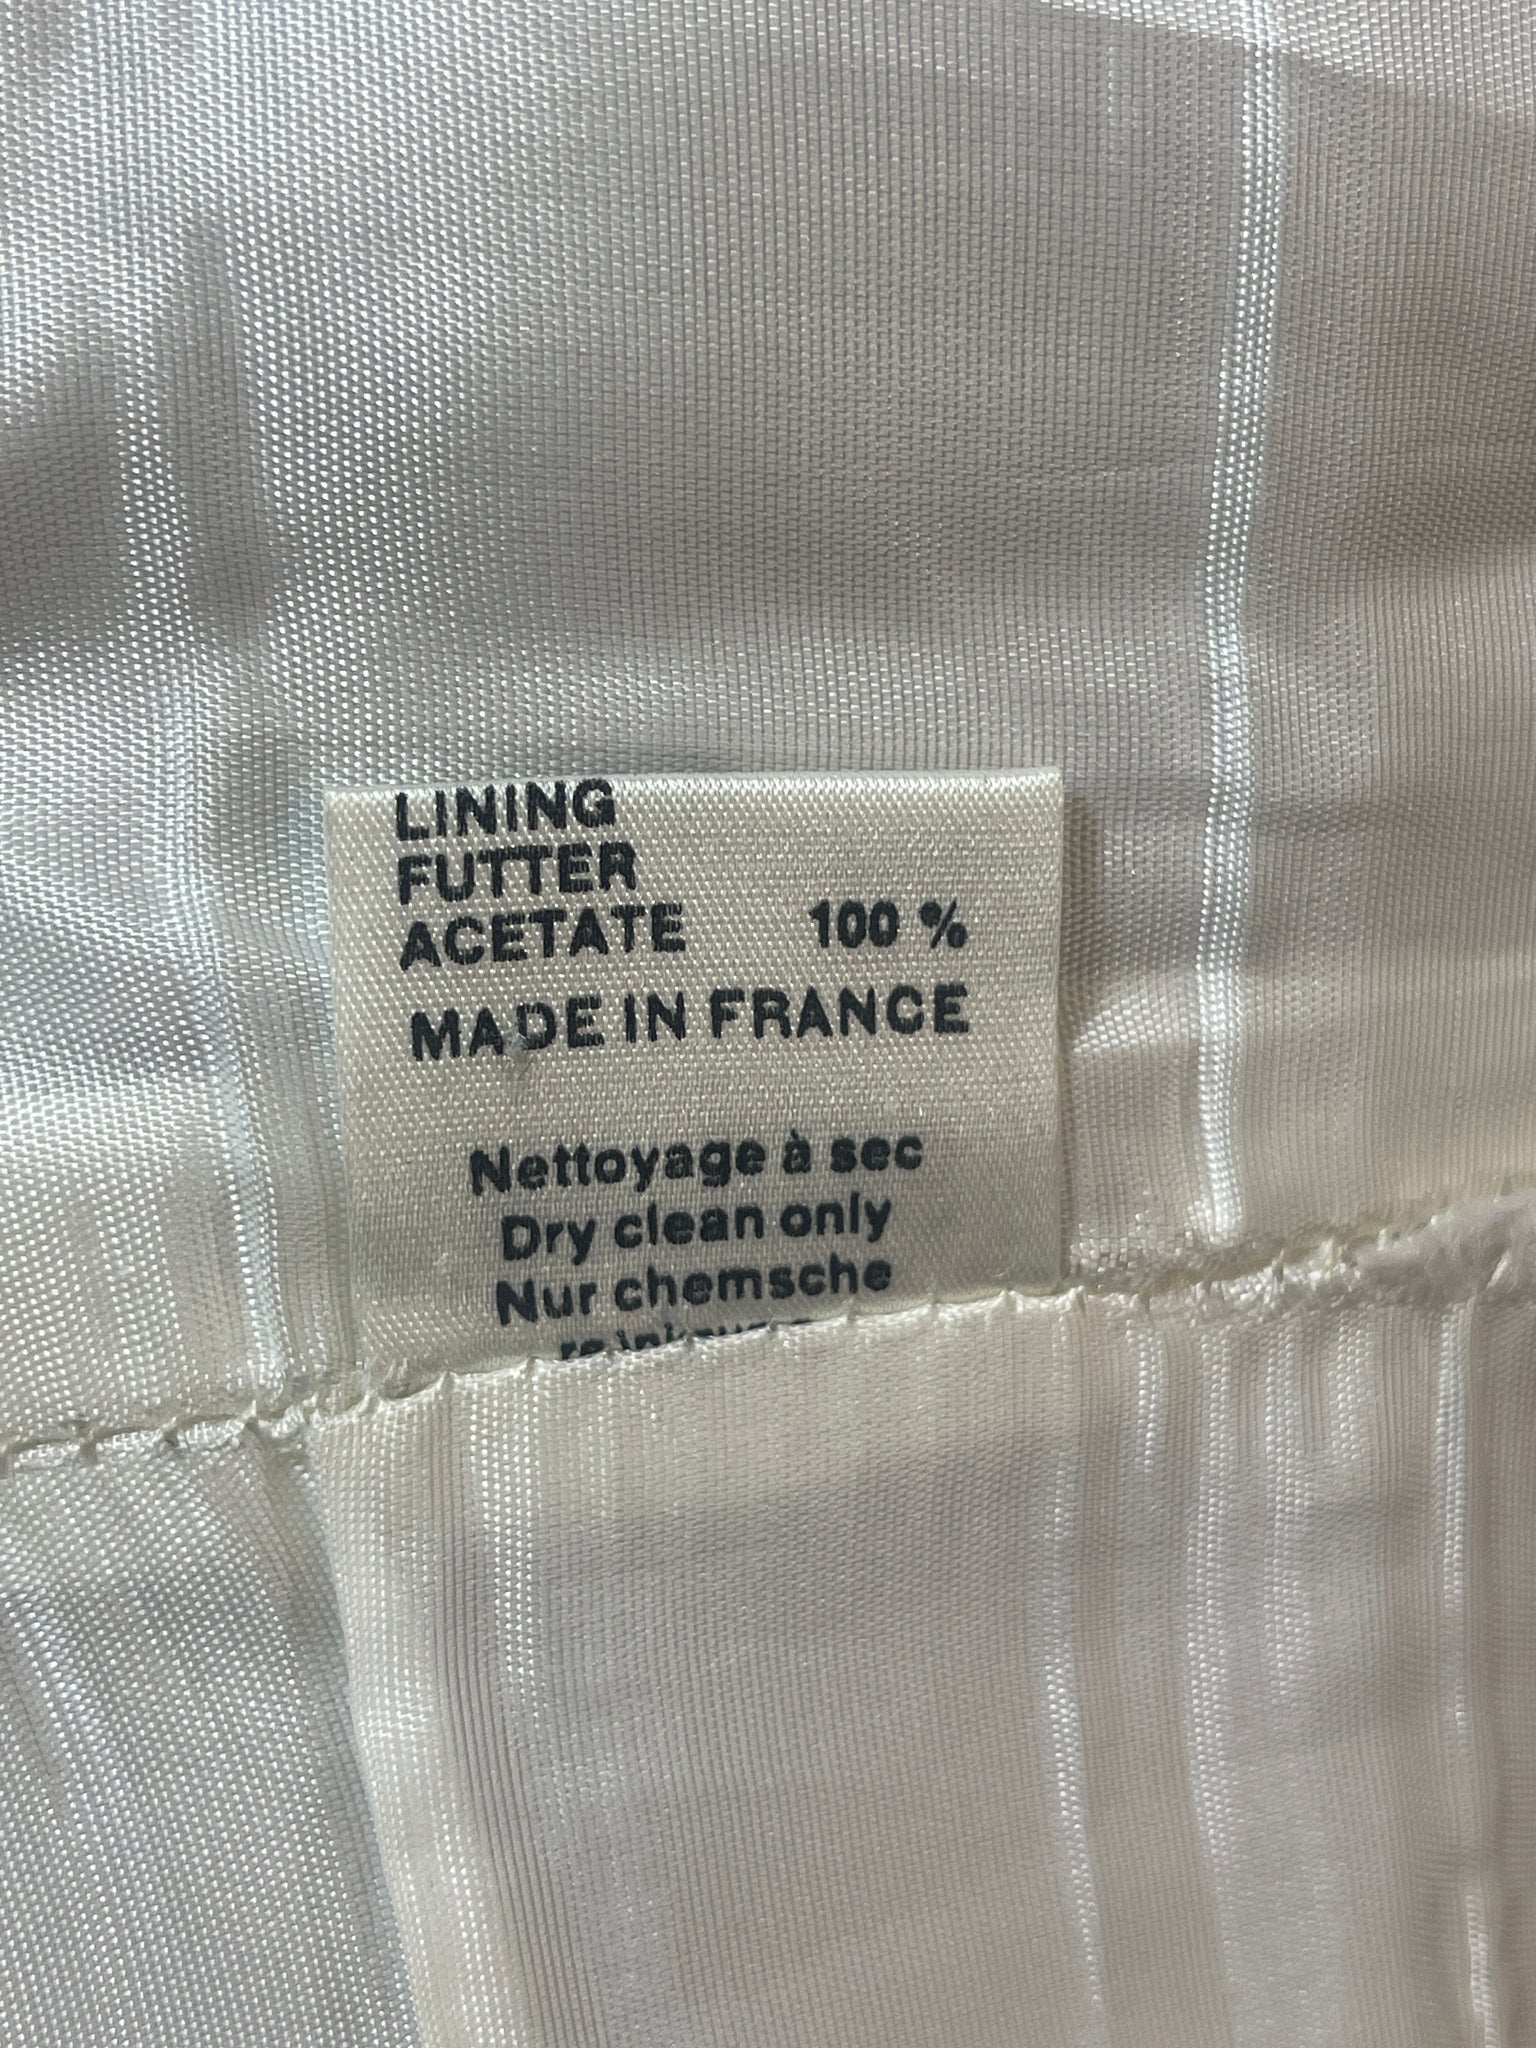 LINING
FUTTER
ACETATE 100 %
MADE IN FRANCE
Nettoyage à sec
Dry clean only
Nur chemsche